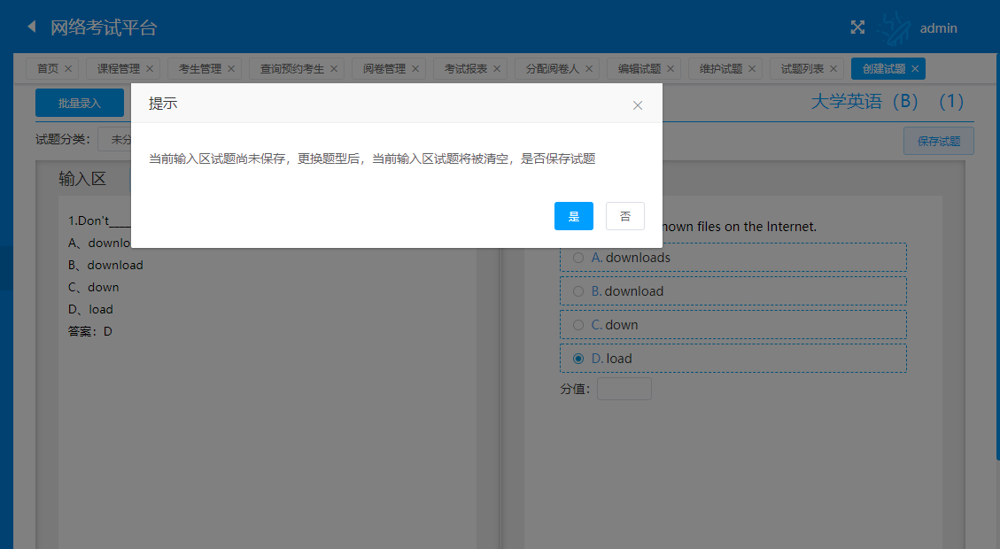 网络考试平台
admin
首页 课程管理 考生管理 查询预约考生 阅卷管理 考试报表 分配阅卷人 编辑试题 维护试题 试题列表 创建试题
批量录入
大学英语（B）（1）
试题分类： 未分
保存试题
提示
当前输入区试题尚未保存，更换题型后，当前输入区试题将被清空，是否保存试题
是 否
输入区
1.Don't
A、downlo
B、download
C、down
D、load
答案：D
nown files on the Internet.
A. downloads
B. download
C. down
D. load
分值：